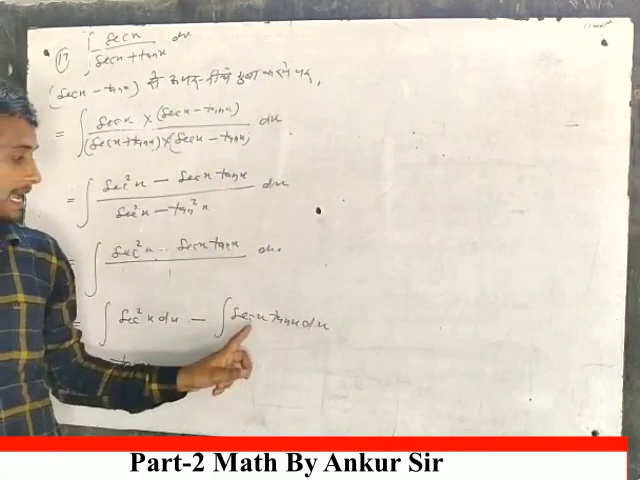 (17) ∫ secx / (secx + tanx) dx
(secx - tanx) से ऊपर-नीचे गुणा करने पर,
= ∫ secx × (secx - tanx) / (secx + tanx) × (secx - tanx) dx
= ∫ sec²x - secx tanx / sec²x - tan²x dx
= ∫ sec²x - secx tanx / 1 dx
= ∫ sec²x dx - ∫ secx tanx dx
tanx
Part-2 Math By Ankur Sir